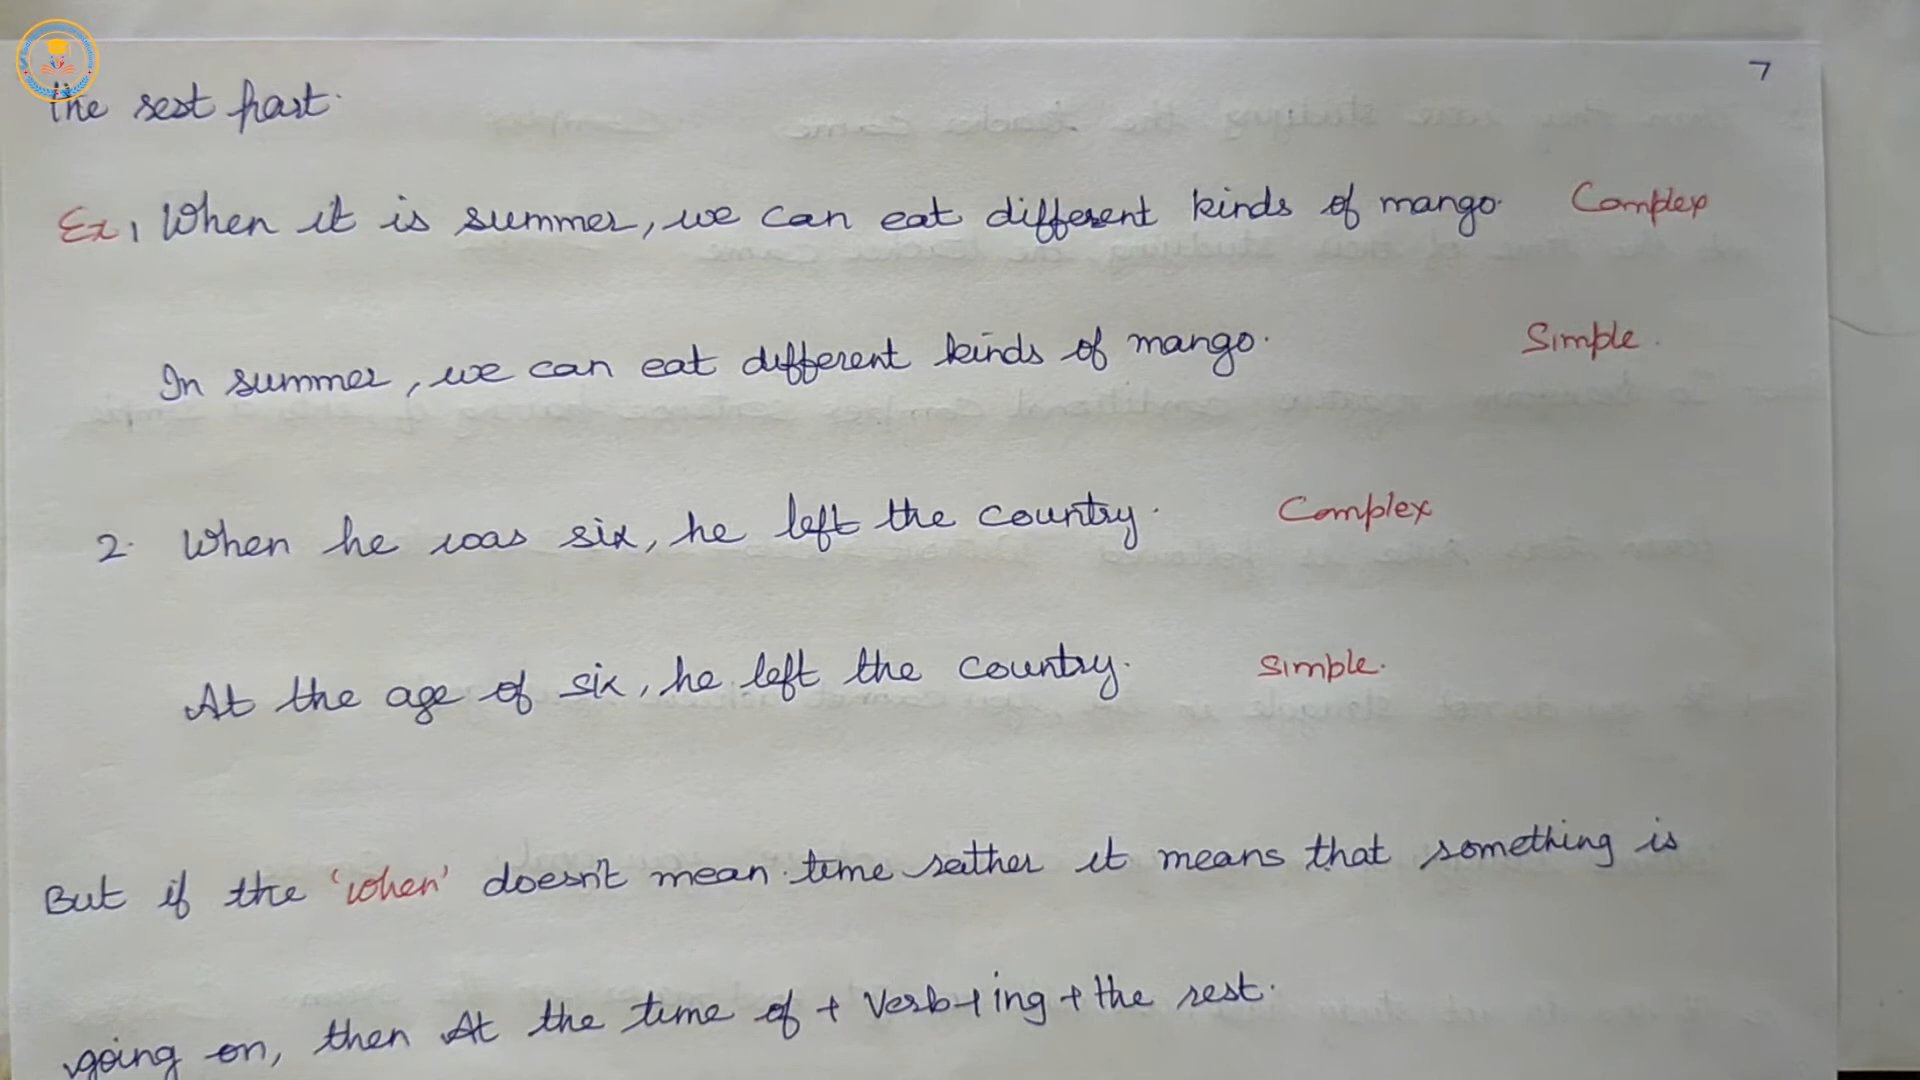 7
the rest part.
Ex, When it is summer, we can eat different kinds of mango. Complex
In summer, we can eat different kinds of mango. Simple.
2. When he was six, he left the country. Complex
At the age of six, he left the country. Simple.
But if the 'when' doesn't mean time rather it means that something is
going on, then At the time of + Verb+ing + the rest.